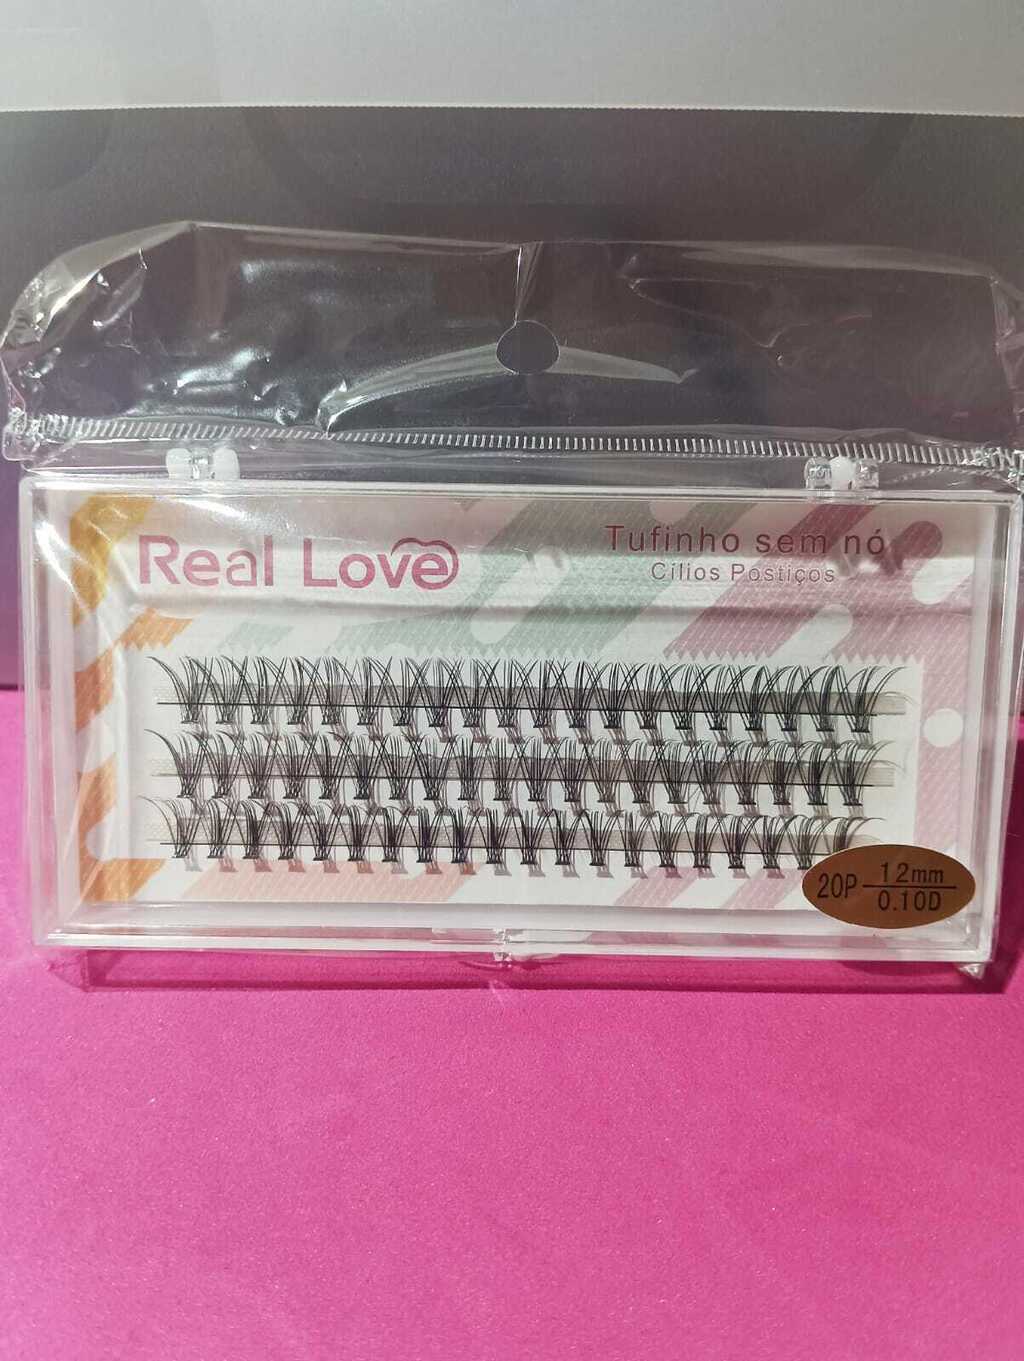 Real Love
Tufinho sem nó
Cílios Postiços
20P 12mm
0.10D